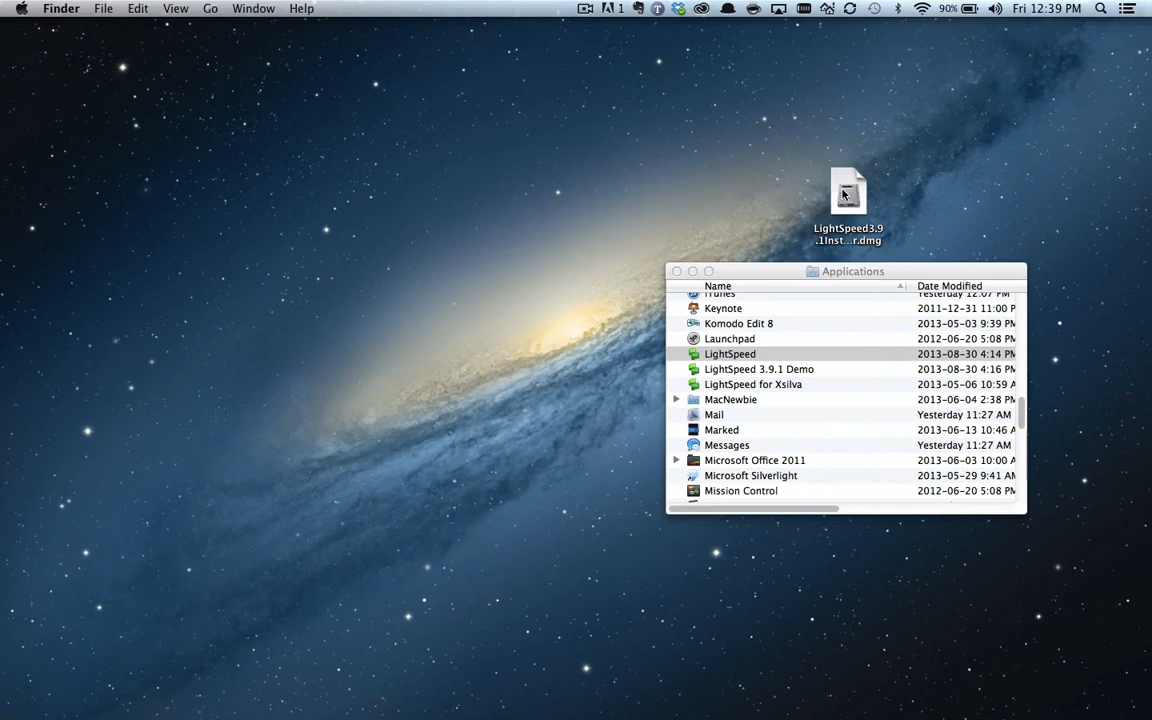 Finder File Edit View Go Window Help 1 90% Fri 12:39 PM
LightSpeed3.9
.1Inst...r.dmg
Applications
Name Date Modified
iTunes Yesterday 12:07 PM
Keynote 2011-12-31 11:00 P
Komodo Edit 8 2013-05-03 9:39 PM
Launchpad 2012-06-20 5:08 PM
LightSpeed 2013-08-30 4:14 PM
LightSpeed 3.9.1 Demo 2013-08-30 4:16 PM
LightSpeed for Xsilva 2013-05-06 10:59 A
MacNewbie 2013-06-04 2:38 PM
Mail Yesterday 11:27 AM
Marked 2013-06-13 10:46 A
Messages Yesterday 11:27 AM
Microsoft Office 2011 2013-06-03 10:00 A
Microsoft Silverlight 2013-05-29 9:41 AM
Mission Control 2012-06-20 5:08 PM